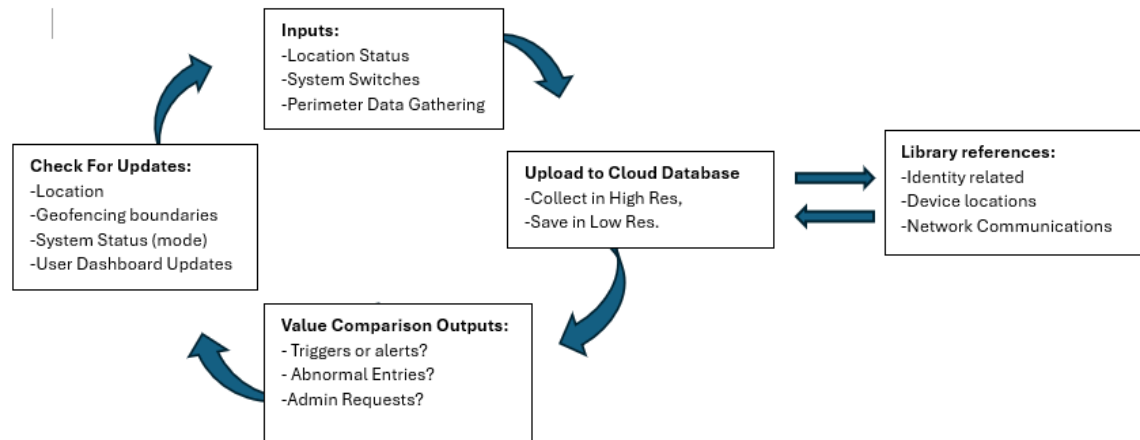 Inputs:
-Location Status
-System Switches
-Perimeter Data Gathering
Check For Updates:
-Location
-Geofencing boundaries
-System Status (mode)
-User Dashboard Updates
Upload to Cloud Database
-Collect in High Res,
-Save in Low Res.
Library references:
-Identity related
-Device locations
-Network Communications
Value Comparison Outputs:
- Triggers or alerts?
- Abnormal Entries?
-Admin Requests?